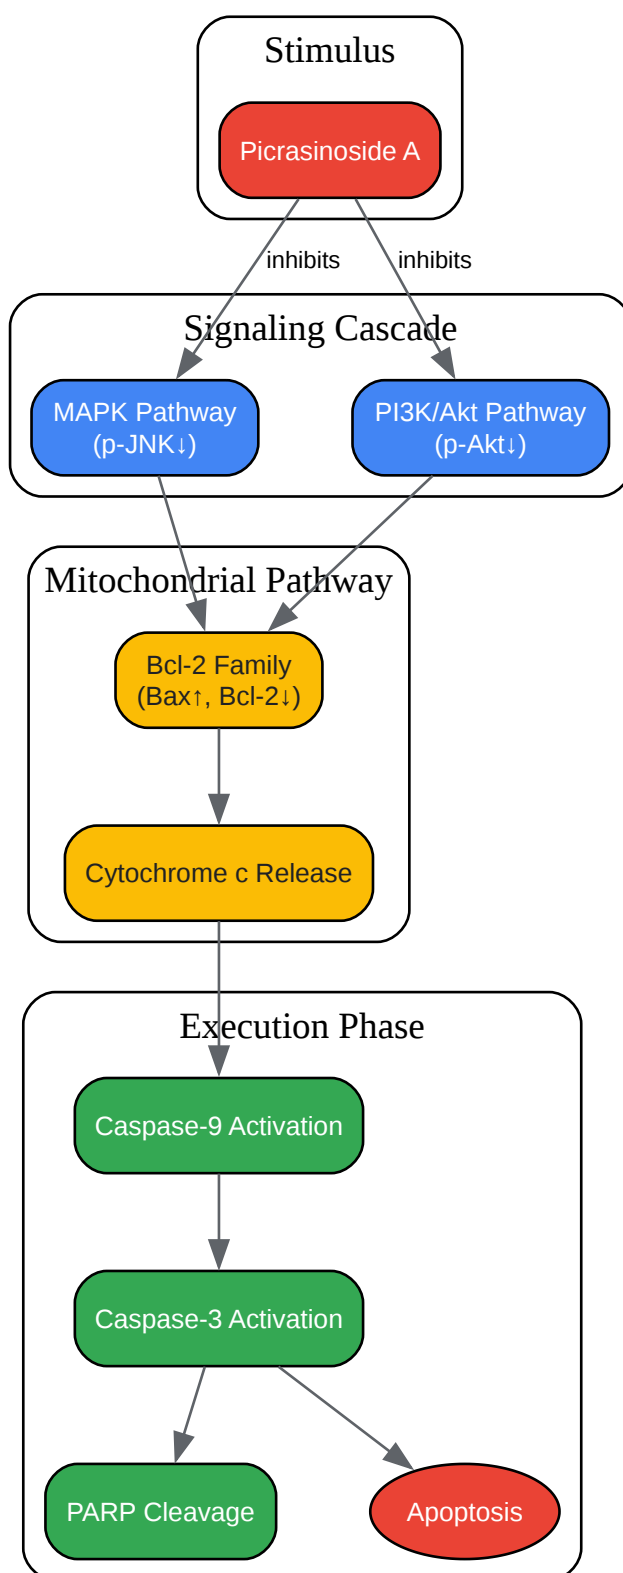 Stimulus
Picrasinoside A
inhibits
inhibits
Signaling Cascade
MAPK Pathway
(p-JNK↓)
PI3K/Akt Pathway
(p-Akt↓)
Mitochondrial Pathway
Bcl-2 Family
(Bax↑, Bcl-2↓)
Cytochrome c Release
Execution Phase
Caspase-9 Activation
Caspase-3 Activation
PARP Cleavage
Apoptosis